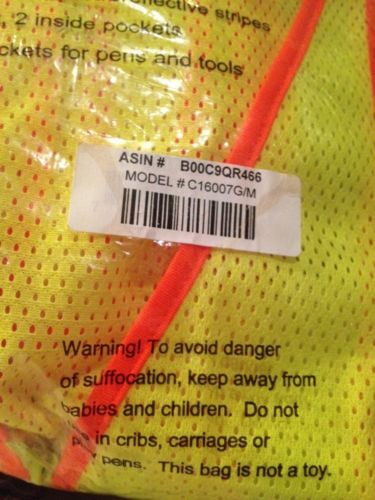 reflective stripes
, 2 inside pockets
ckets for pens and tools
ASIN # B00C9QR466
MODEL # C16007G/M
Warning! To avoid danger
of suffocation, keep away from
babies and children. Do not
in cribs, carriages or
pens. This bag is not a toy.